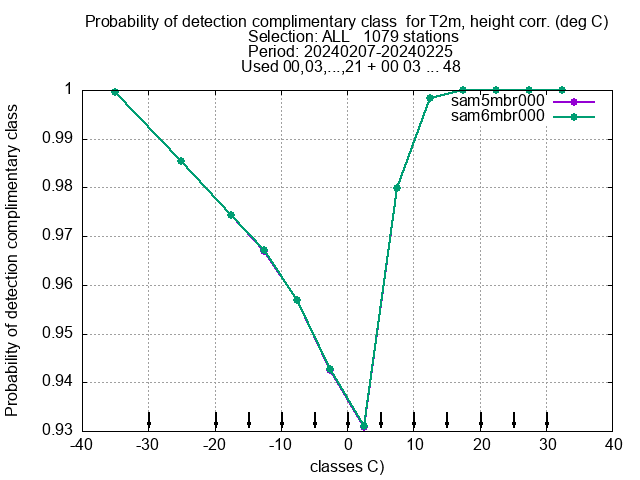 Probability of detection complimentary class  for T2m, height corr. (deg C)
Selection: ALL   1079 stations
Period: 20240207-20240225
Used 00,03,...,21 + 00 03 ... 48
Probability of detection complimentary class
1
0.99
0.98
0.97
0.96
0.95
0.94
0.93
sam5mbr000
sam6mbr000
-40 -30 -20 -10 0 10 20 30 40
classes C)